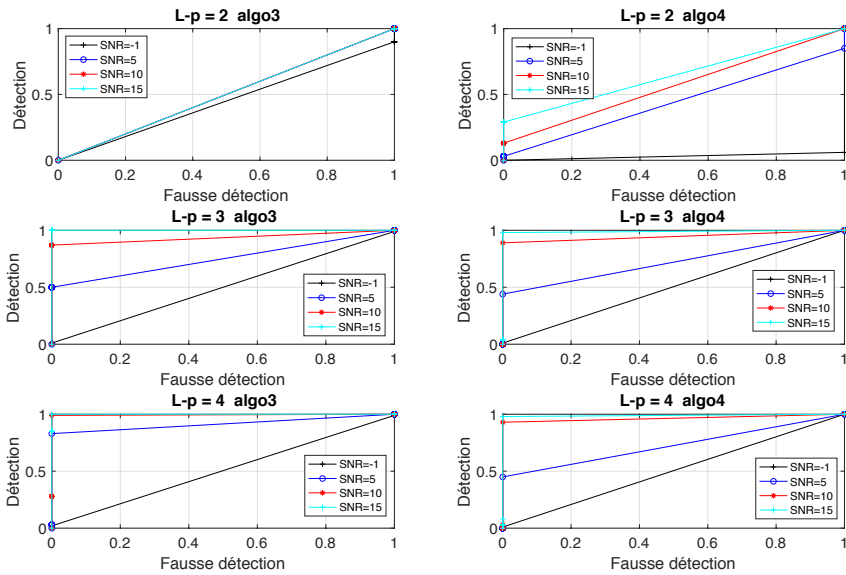 L-p = 2 algo3
1
0.5
0
Détection
SNR=-1
SNR=5
SNR=10
SNR=15
0 0.2 0.4 0.6 0.8 1
Fausse détection
L-p = 2 algo4
1
0.5
0
Détection
SNR=-1
SNR=5
SNR=10
SNR=15
0 0.2 0.4 0.6 0.8 1
Fausse détection
L-p = 3 algo3
1
0.5
0
Détection
SNR=-1
SNR=5
SNR=10
SNR=15
0 0.2 0.4 0.6 0.8 1
Fausse détection
L-p = 3 algo4
1
0.5
0
Détection
SNR=-1
SNR=5
SNR=10
SNR=15
0 0.2 0.4 0.6 0.8 1
Fausse détection
L-p = 4 algo3
1
0.5
0
Détection
SNR=-1
SNR=5
SNR=10
SNR=15
0 0.2 0.4 0.6 0.8 1
Fausse détection
L-p = 4 algo4
1
0.5
0
Détection
SNR=-1
SNR=5
SNR=10
SNR=15
0 0.2 0.4 0.6 0.8 1
Fausse détection